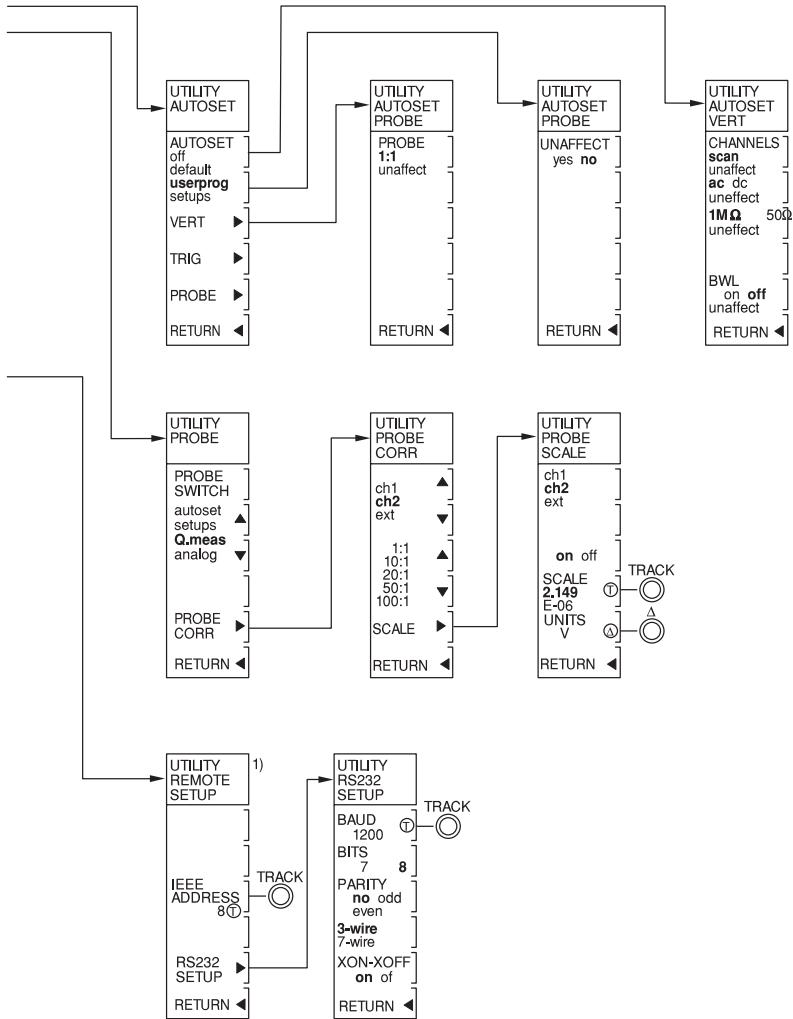 UTILITY
AUTOSET
AUTOSET
off
default
userprog
setups
VERT
TRIG
PROBE
RETURN
UTILITY
AUTOSET
PROBE
PROBE
1:1
unaffect
RETURN
UTILITY
AUTOSET
PROBE
UNAFFECT
yes no
RETURN
UTILITY
AUTOSET
VERT
CHANNELS
scan
unaffect
ac dc
uneffect
1MΩ 50Ω
uneffect
BWL
on off
unaffect
RETURN
UTILITY
PROBE
PROBE
SWITCH
autoset
setups
Q.meas
analog
PROBE
CORR
RETURN
UTILITY
PROBE
CORR
ch1
ch2
ext
1:1
10:1
20:1
50:1
100:1
SCALE
RETURN
UTILITY
PROBE
SCALE
ch1
ch2
ext
on off
SCALE
2.149
E-06
T
TRACK
UNITS
V
Δ
Δ
RETURN
UTILITY
REMOTE
SETUP
1)
IEEE
ADDRESS
8 T
TRACK
RS232
SETUP
RETURN
UTILITY
RS232
SETUP
BAUD
1200
T
TRACK
BITS
7 8
PARITY
no odd
even
3-wire
7-wire
XON-XOFF
on of
RETURN